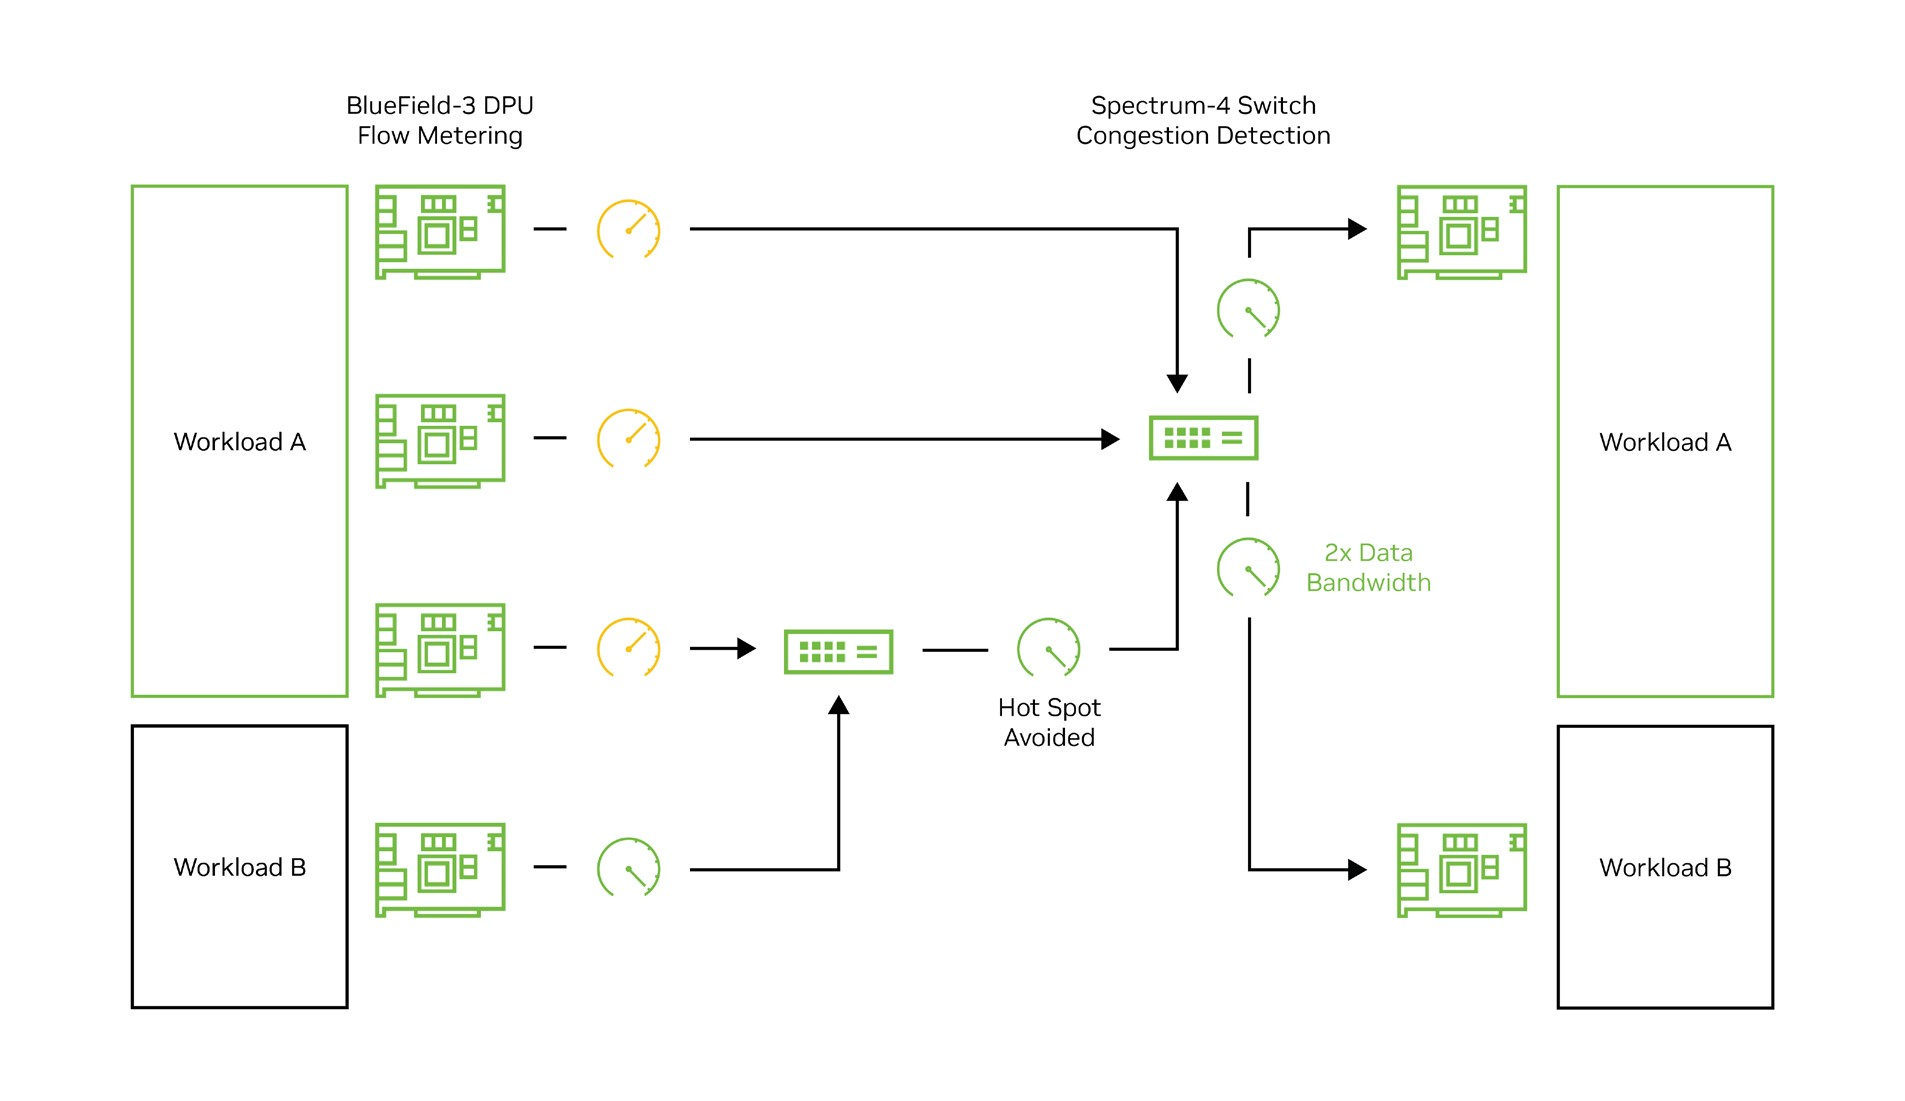 BlueField-3 DPU
Flow Metering
Spectrum-4 Switch
Congestion Detection
Workload A
Workload A
2x Data
Bandwidth
Hot Spot
Avoided
Workload B
Workload B